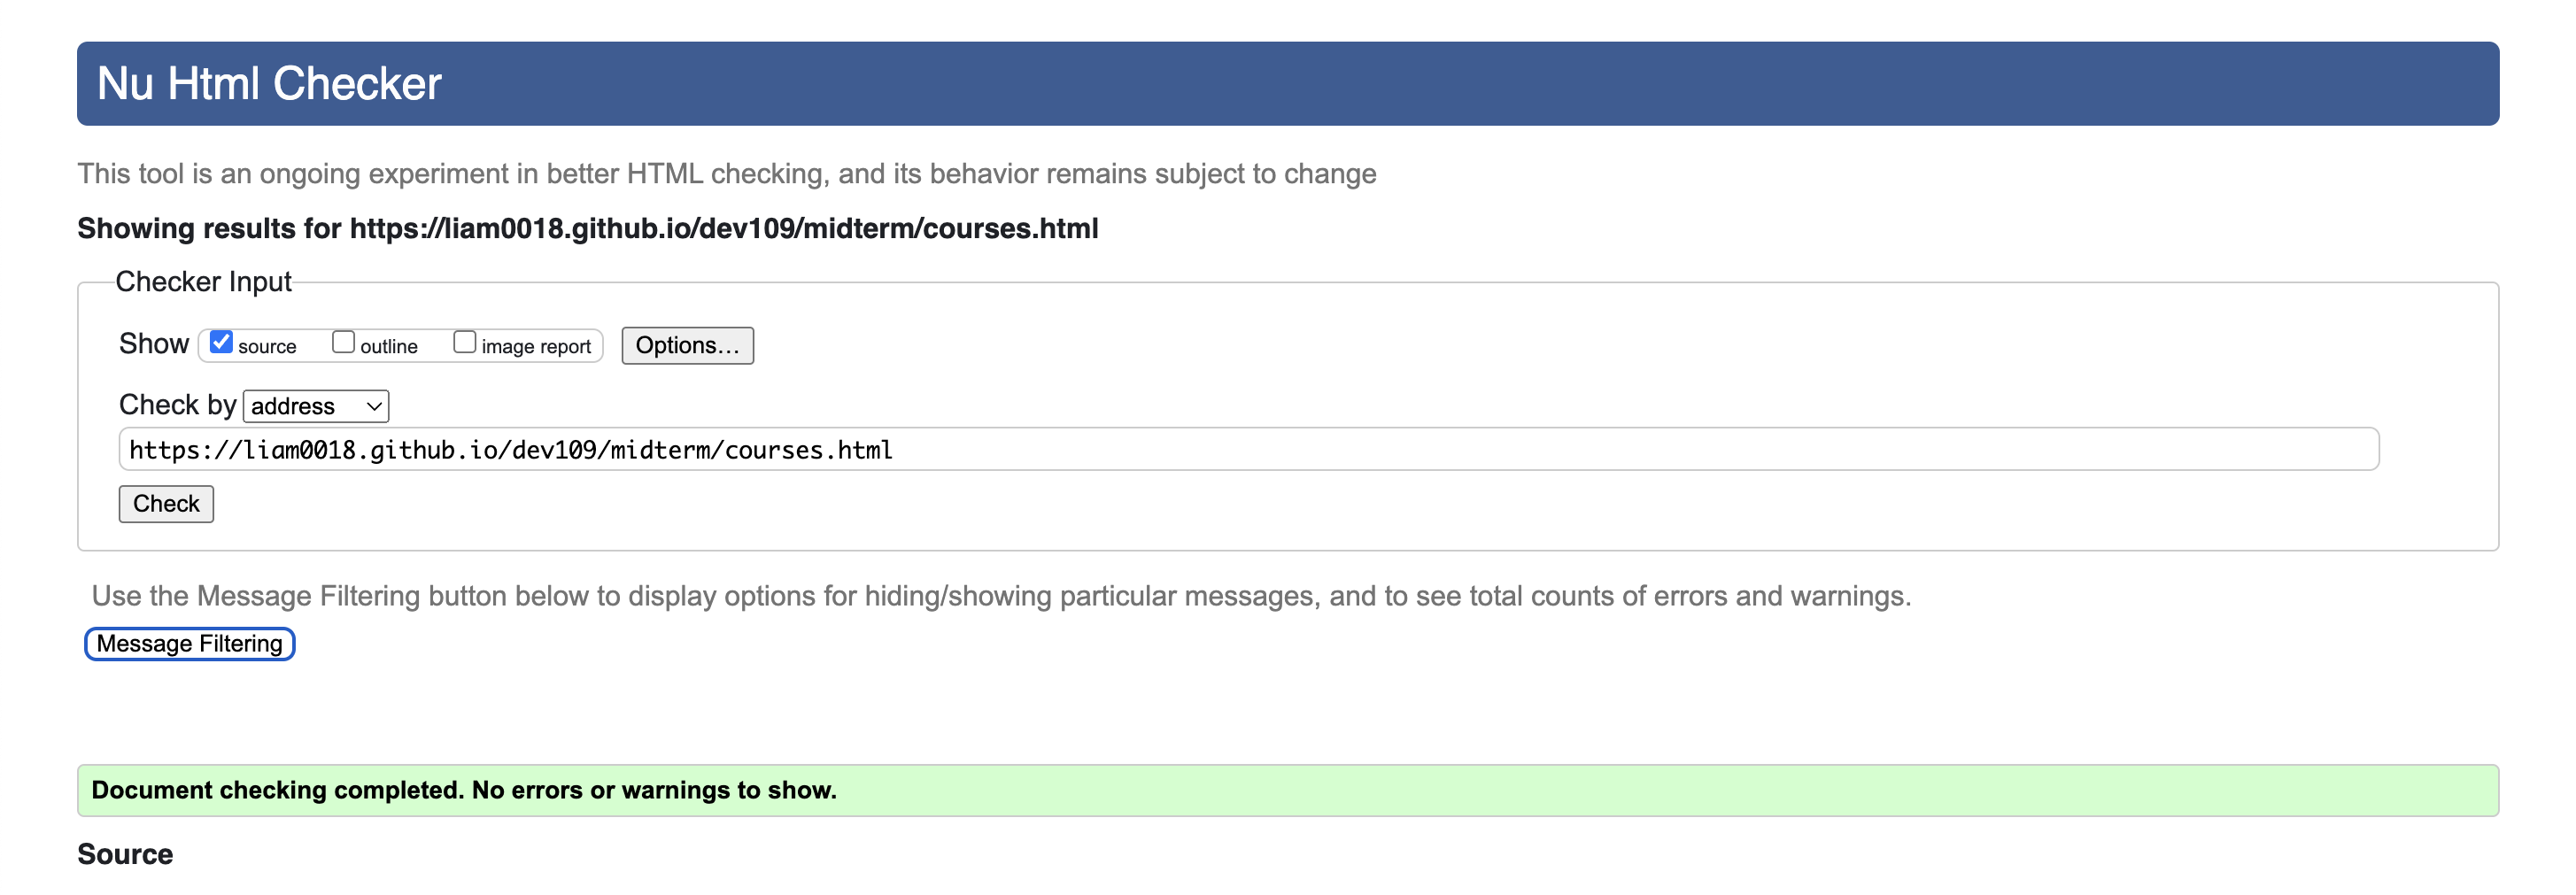 Nu Html Checker
This tool is an ongoing experiment in better HTML checking, and its behavior remains subject to change
Showing results for https://liam0018.github.io/dev109/midterm/courses.html
Checker Input
Show source outline image report Options...
Check by address
https://liam0018.github.io/dev109/midterm/courses.html
Check
Use the Message Filtering button below to display options for hiding/showing particular messages, and to see total counts of errors and warnings.
Message Filtering
Document checking completed. No errors or warnings to show.
Source